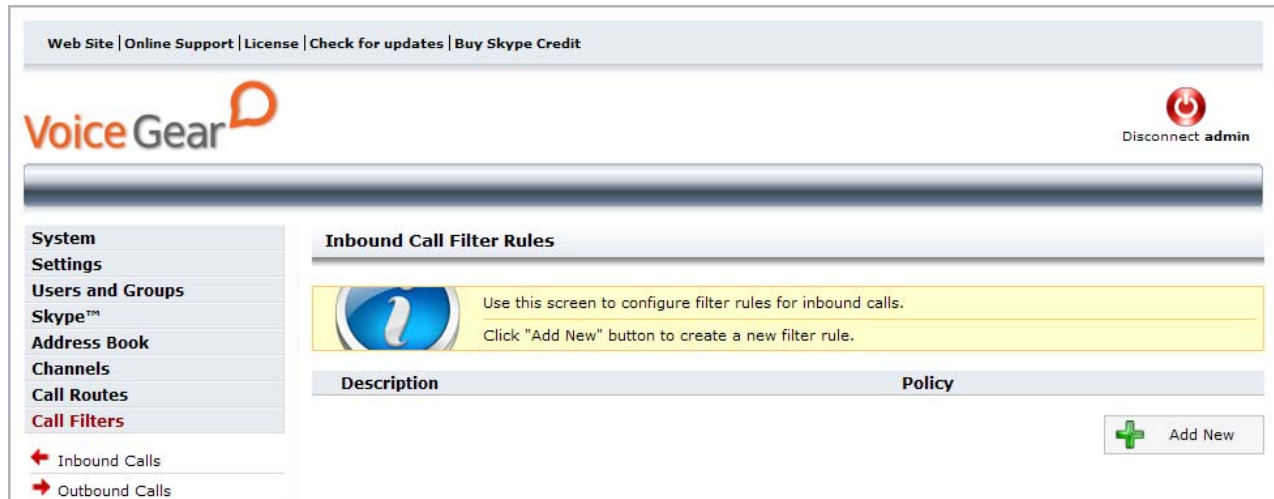 Web Site | Online Support | License | Check for updates | Buy Skype Credit
Voice Gear
Disconnect admin
System
Settings
Users and Groups
Skype™
Address Book
Channels
Call Routes
Call Filters
Inbound Calls
Outbound Calls
Inbound Call Filter Rules
Use this screen to configure filter rules for inbound calls.
Click "Add New" button to create a new filter rule.
Description Policy
Add New